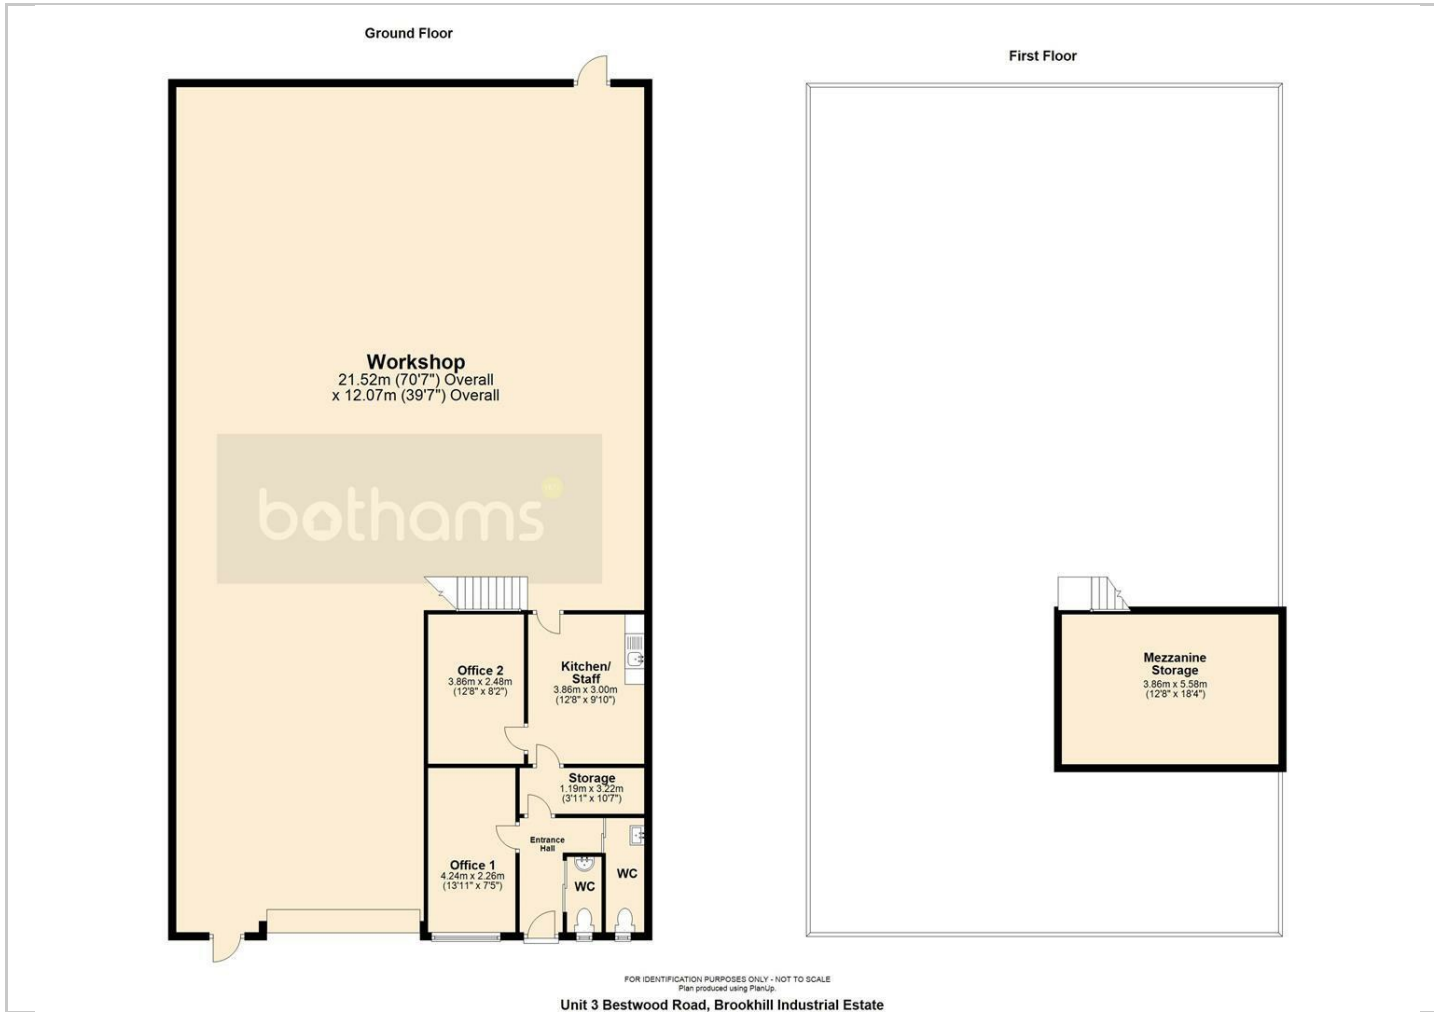 Ground Floor
First Floor
Workshop
21.52m (70'7") Overall
x 12.07m (39'7") Overall
bothams
Office 2
3.86m x 2.48m
(12'8" x 8'2")
Kitchen/
Staff
3.86m x 3.00m
(12'8" x 9'10")
Mezzanine
Storage
3.86m x 5.58m
(12'8" x 18'4")
Storage
1.19m x 3.22m
(3'11" x 10'7")
Entrance
Hall
Office 1
4.24m x 2.26m
(13'11" x 7'5")
WC
WC
FOR IDENTIFICATION PURPOSES ONLY - NOT TO SCALE
Plan produced using PlanUp.
Unit 3 Bestwood Road, Brookhill Industrial Estate